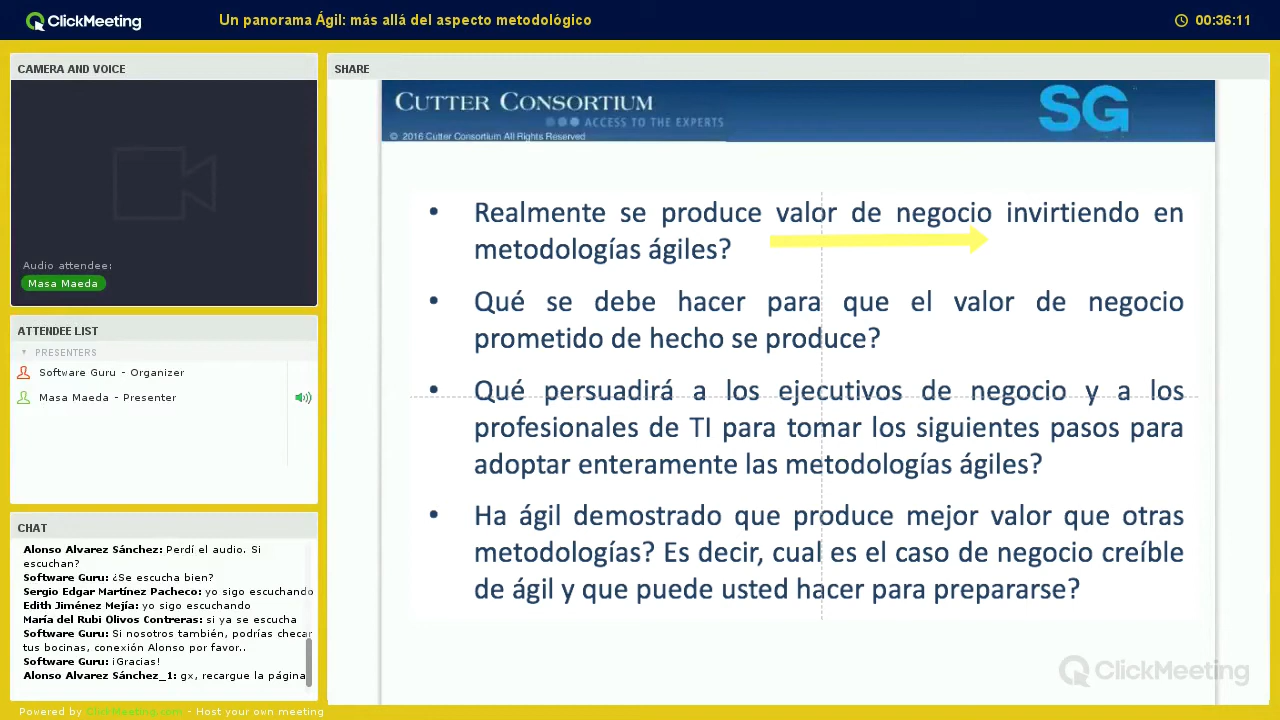 ClickMeeting
Un panorama Ágil: más allá del aspecto metodológico
00:36:11
CAMERA AND VOICE
Audio attendee:
Masa Maeda
ATTENDEE LIST
PRESENTERS
Software Guru - Organizer
Masa Maeda - Presenter
CHAT
Alonso Alvarez Sánchez: Perdí el audio. Si
escuchan?
Software Guru: ¿Se escucha bien?
Sergio Edgar Martínez Pacheco: yo sigo escuchando
Edith Jiménez Mejía: yo sigo escuchando
María del Rubi Olivos Contreras: si ya se escucha
Software Guru: Si nosotros también, podrías checar
tus bocinas, conexión Alonso por favor..
Software Guru: ¡Gracias!
Alonso Alvarez Sánchez_1: gx, recargue la página
Powered by ClickMeeting.com - Host your own meeting
SHARE
CUTTER CONSORTIUM
ACCESS TO THE EXPERTS
© 2016 Cutter Consortium All Rights Reserved
SG
• Realmente se produce valor de negocio invirtiendo en
metodologías ágiles?
• Qué se debe hacer para que el valor de negocio
prometido de hecho se produce?
• Qué persuadirá a los ejecutivos de negocio y a los
profesionales de TI para tomar los siguientes pasos para
adoptar enteramente las metodologías ágiles?
• Ha ágil demostrado que produce mejor valor que otras
metodologías? Es decir, cual es el caso de negocio creíble
de ágil y que puede usted hacer para prepararse?
ClickMeeting